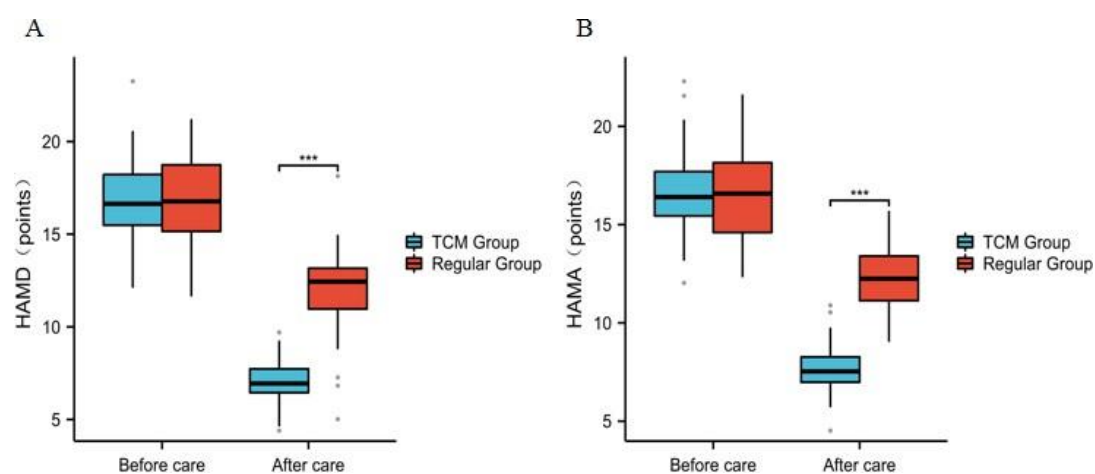 A
HAMD（points）
20
15
10
5
***
Before care
After care
TCM Group
Regular Group
B
HAMA（points）
20
15
10
5
***
Before care
After care
TCM Group
Regular Group